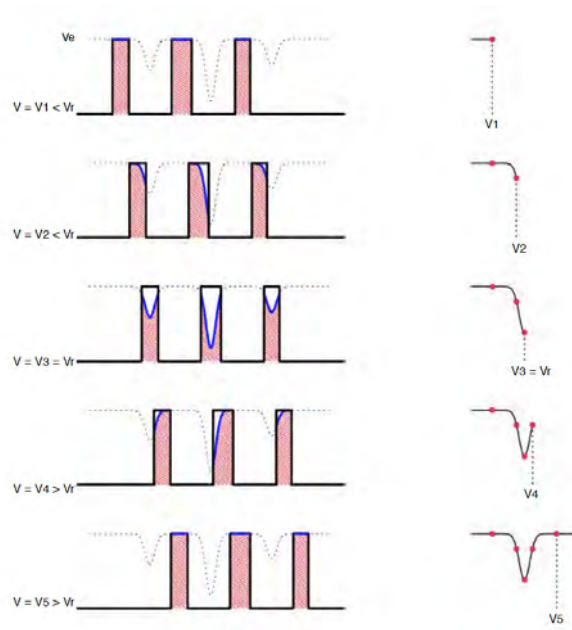 Ve
V = V1 < Vr
V1
V = V2 < Vr
V2
V = V3 = Vr
V3 = Vr
V = V4 > Vr
V4
V = V5 > Vr
V5